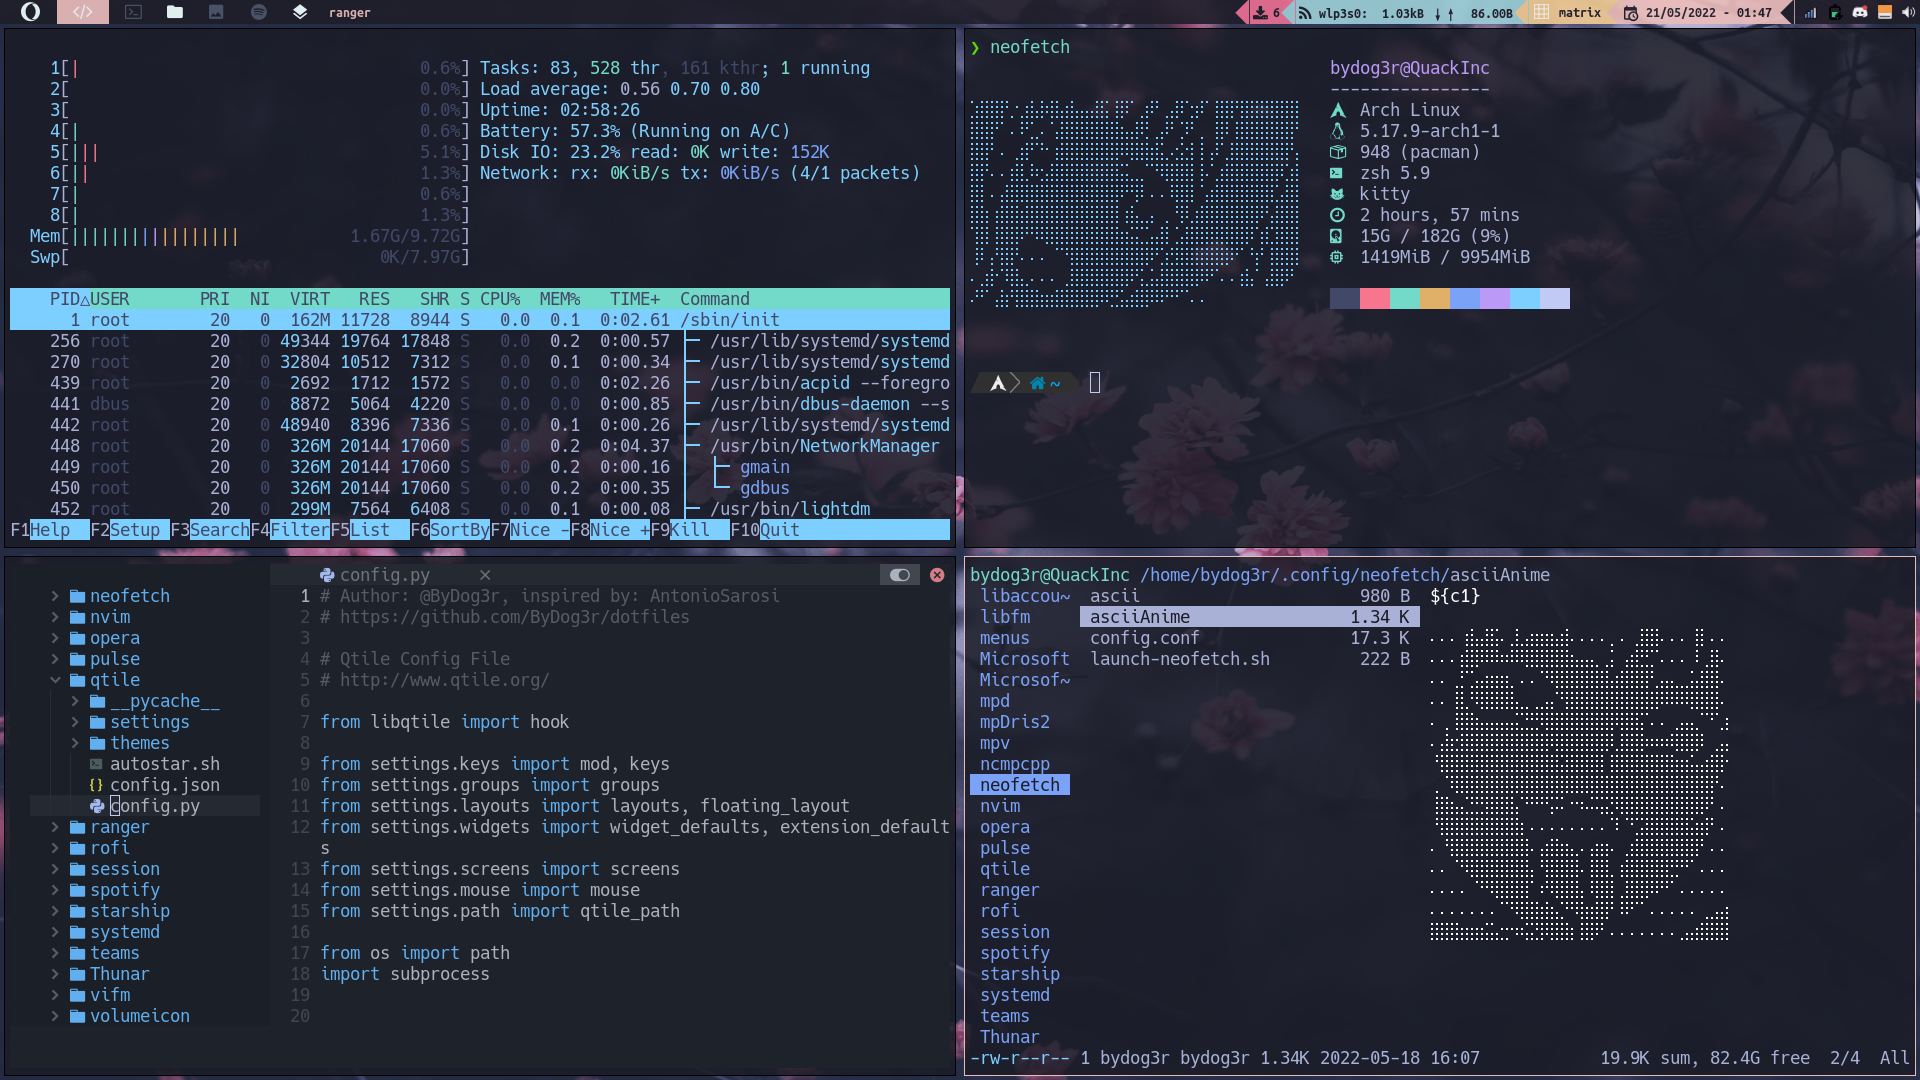 </> ranger 6 wlp3s0: 1.03kB ↓↑ 86.00B matrix 21/05/2022 - 01:47
1[| 0.6%] Tasks: 83, 528 thr, 161 kthr; 1 running
2[ 0.0%] Load average: 0.56 0.70 0.80
3[ 0.0%] Uptime: 02:58:26
4[| 0.6%] Battery: 57.3% (Running on A/C)
5[||| 5.1%] Disk IO: 23.2% read: 0K write: 152K
6[|| 1.3%] Network: rx: 0KiB/s tx: 0KiB/s (4/1 packets)
7[| 0.6%]
8[| 1.3%]
Mem[||||||||||||||||| 1.67G/9.72G]
Swp[ 0K/7.97G]
PID△USER PRI NI VIRT RES SHR S CPU% MEM% TIME+ Command
1 root 20 0 162M 11728 8944 S 0.0 0.1 0:02.61 /sbin/init
256 root 20 0 49344 19764 17848 S 0.0 0.2 0:00.57 ├─ /usr/lib/systemd/systemd
270 root 20 0 32804 10512 7312 S 0.0 0.1 0:00.34 ├─ /usr/lib/systemd/systemd
439 root 20 0 2692 1712 1572 S 0.0 0.0 0:02.26 ├─ /usr/bin/acpid --foregro
441 dbus 20 0 8872 5064 4220 S 0.0 0.0 0:00.85 ├─ /usr/bin/dbus-daemon --s
442 root 20 0 48940 8396 7336 S 0.0 0.1 0:00.26 ├─ /usr/lib/systemd/systemd
448 root 20 0 326M 20144 17060 S 0.0 0.2 0:04.37 ├─ /usr/bin/NetworkManager
449 root 20 0 326M 20144 17060 S 0.0 0.2 0:00.16 │ ├─ gmain
450 root 20 0 326M 20144 17060 S 0.0 0.2 0:00.35 │ └─ gdbus
452 root 20 0 299M 7564 6408 S 0.0 0.1 0:00.08 ├─ /usr/bin/lightdm
F1Help F2Setup F3SearchF4FilterF5List F6SortByF7Nice -F8Nice +F9Kill F10Quit
❯ neofetch
bydog3r@QuackInc
----------------
Arch Linux
5.17.9-arch1-1
948 (pacman)
zsh 5.9
kitty
2 hours, 57 mins
15G / 182G (9%)
1419MiB / 9954MiB
~
neofetch
nvim
opera
pulse
qtile
__pycache__
settings
themes
autostar.sh
{} config.json
config.py
ranger
rofi
session
spotify
starship
systemd
teams
Thunar
vifm
volumeicon
config.py ×
1 # Author: @ByDog3r, inspired by: AntonioSarosi
2 # https://github.com/ByDog3r/dotfiles
3
4 # Qtile Config File
5 # http://www.qtile.org/
6
7 from libqtile import hook
8
9 from settings.keys import mod, keys
10 from settings.groups import groups
11 from settings.layouts import layouts, floating_layout
12 from settings.widgets import widget_defaults, extension_default
s
13 from settings.screens import screens
14 from settings.mouse import mouse
15 from settings.path import qtile_path
16
17 from os import path
18 import subprocess
19
20
bydog3r@QuackInc /home/bydog3r/.config/neofetch/asciiAnime
libaccou~
libfm
menus
Microsoft
Microsof~
mpd
mpDris2
mpv
ncmpcpp
neofetch
nvim
opera
pulse
qtile
ranger
rofi
session
spotify
starship
systemd
teams
Thunar
ascii 980 B
asciiAnime 1.34 K
config.conf 17.3 K
launch-neofetch.sh 222 B
${c1}
-rw-r--r-- 1 bydog3r bydog3r 1.34K 2022-05-18 16:07 19.9K sum, 82.4G free 2/4 All